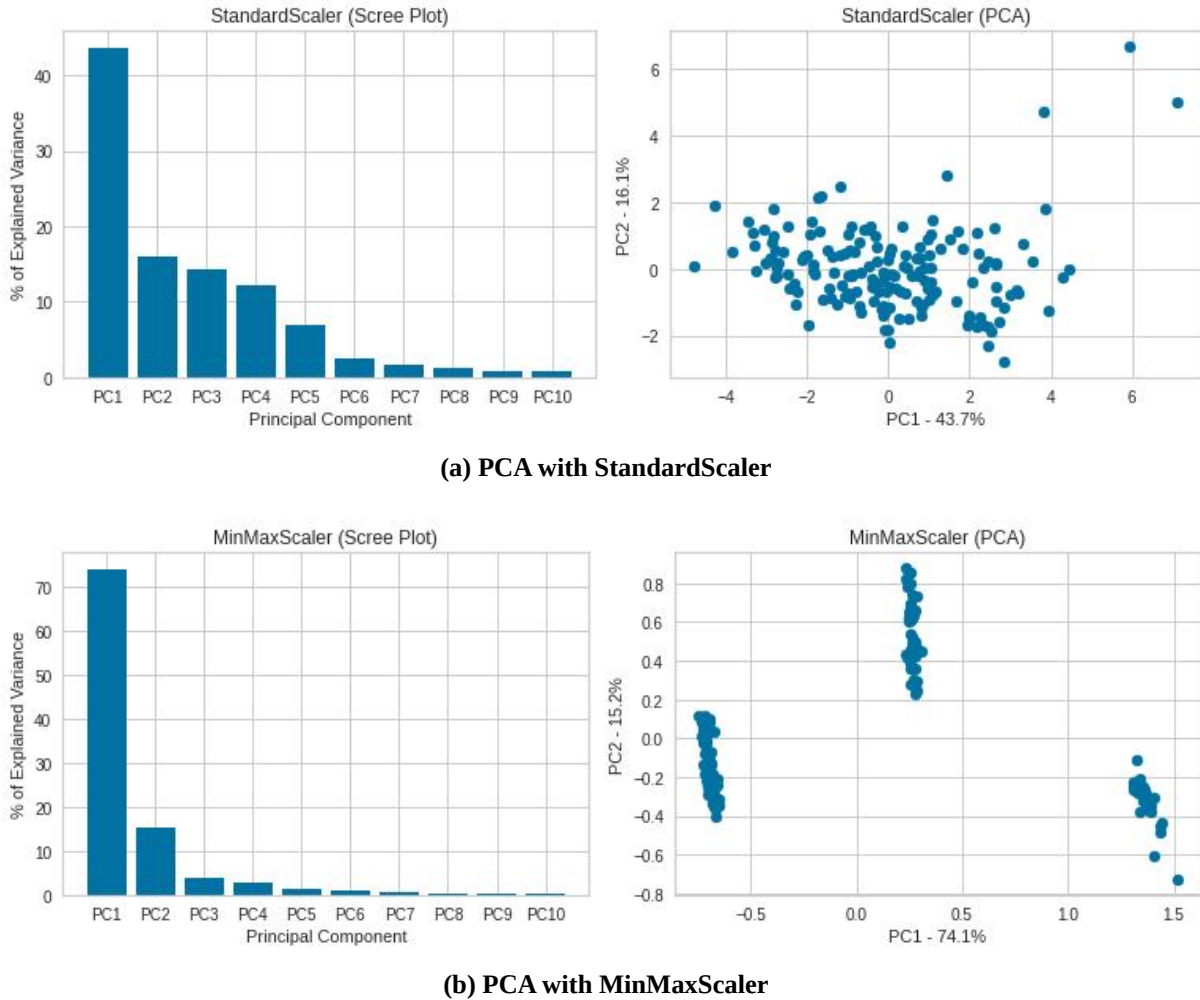 StandardScaler (Scree Plot)
% of Explained Variance
40
30
20
10
0
PC1 PC2 PC3 PC4 PC5 PC6 PC7 PC8 PC9 PC10
Principal Component
StandardScaler (PCA)
PC2 - 16.1%
6
4
2
0
−2
−4 −2 0 2 4 6
PC1 - 43.7%
(a) PCA with StandardScaler
MinMaxScaler (Scree Plot)
% of Explained Variance
70
60
50
40
30
20
10
0
PC1 PC2 PC3 PC4 PC5 PC6 PC7 PC8 PC9 PC10
Principal Component
MinMaxScaler (PCA)
PC2 - 15.2%
0.8
0.6
0.4
0.2
0.0
−0.2
−0.4
−0.6
−0.8
−0.5 0.0 0.5 1.0 1.5
PC1 - 74.1%
(b) PCA with MinMaxScaler